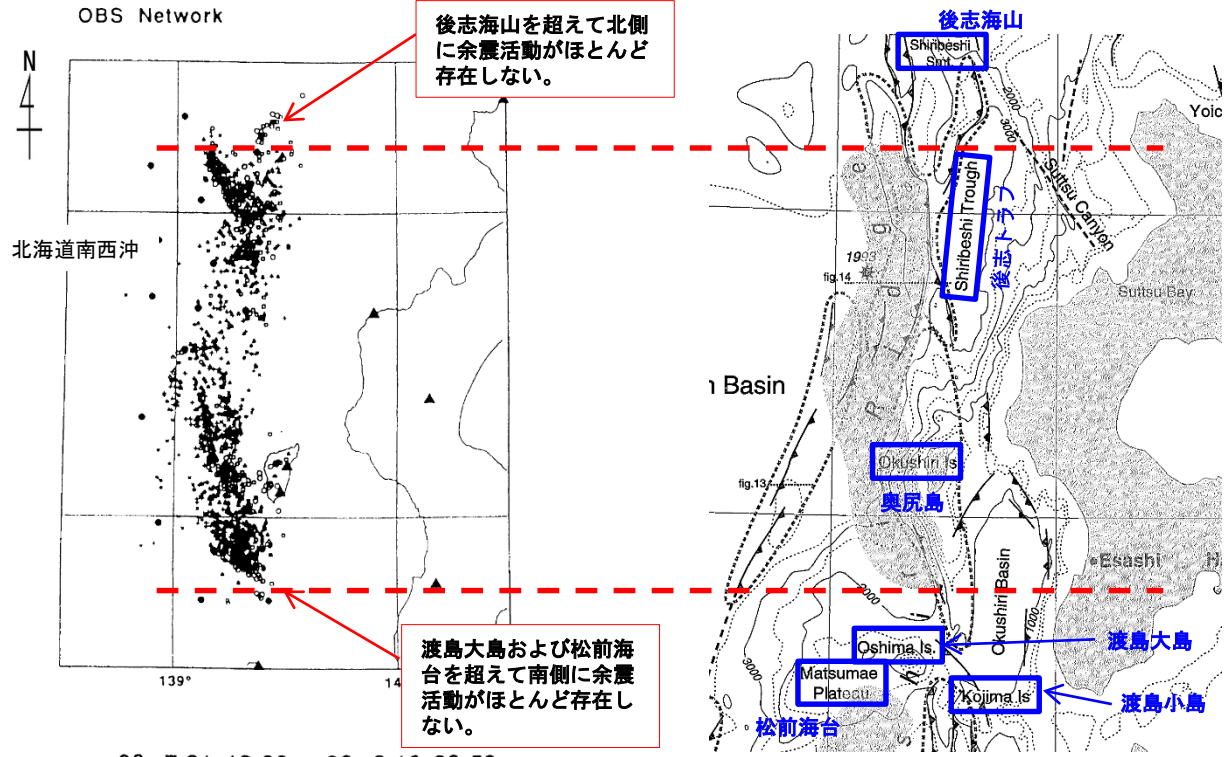 OBS Network
N
後志海山を超えて北側
に余震活動がほとんど
存在しない。
北海道南西沖
139°
14
渡島大島および松前海
台を超えて南側に余震
活動がほとんど存在し
ない。
後志海山
Shiribeshi
Smt
2000
3000
Yoic
Suttsu Canyon
Shiribeshi Trough
後志トラフ
1993
fig.14
Suttsu Bay
e
g
d
i
R
n Basin
Okushiri Is
奥尻島
fig.13
Okushiri Basin
Esashi
H
2000
1000
3000
Oshima Is.
渡島大島
Matsumae
Plateau
Kojima Is
渡島小島
松前海台
h
s